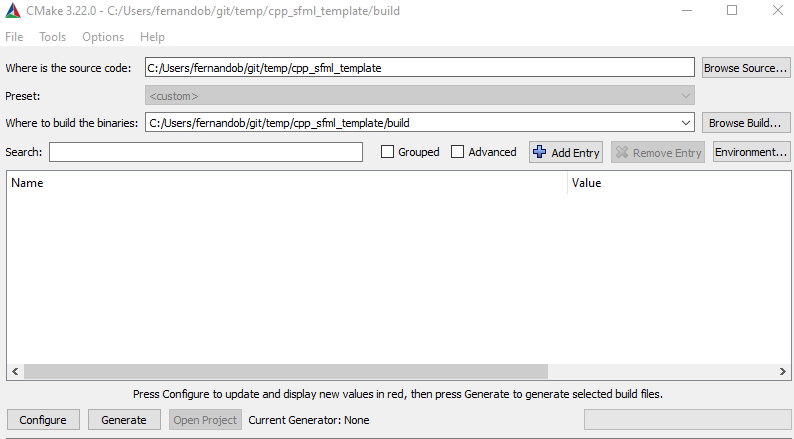 CMake 3.22.0 - C:/Users/fernandob/git/temp/cpp_sfml_template/build
File Tools Options Help
Where is the source code: C:/Users/fernandob/git/temp/cpp_sfml_template Browse Source...
Preset: <custom>
Where to build the binaries: C:/Users/fernandob/git/temp/cpp_sfml_template/build Browse Build...
Search: Grouped Advanced Add Entry Remove Entry Environment...
Name Value
Press Configure to update and display new values in red, then press Generate to generate selected build files.
Configure Generate Open Project Current Generator: None